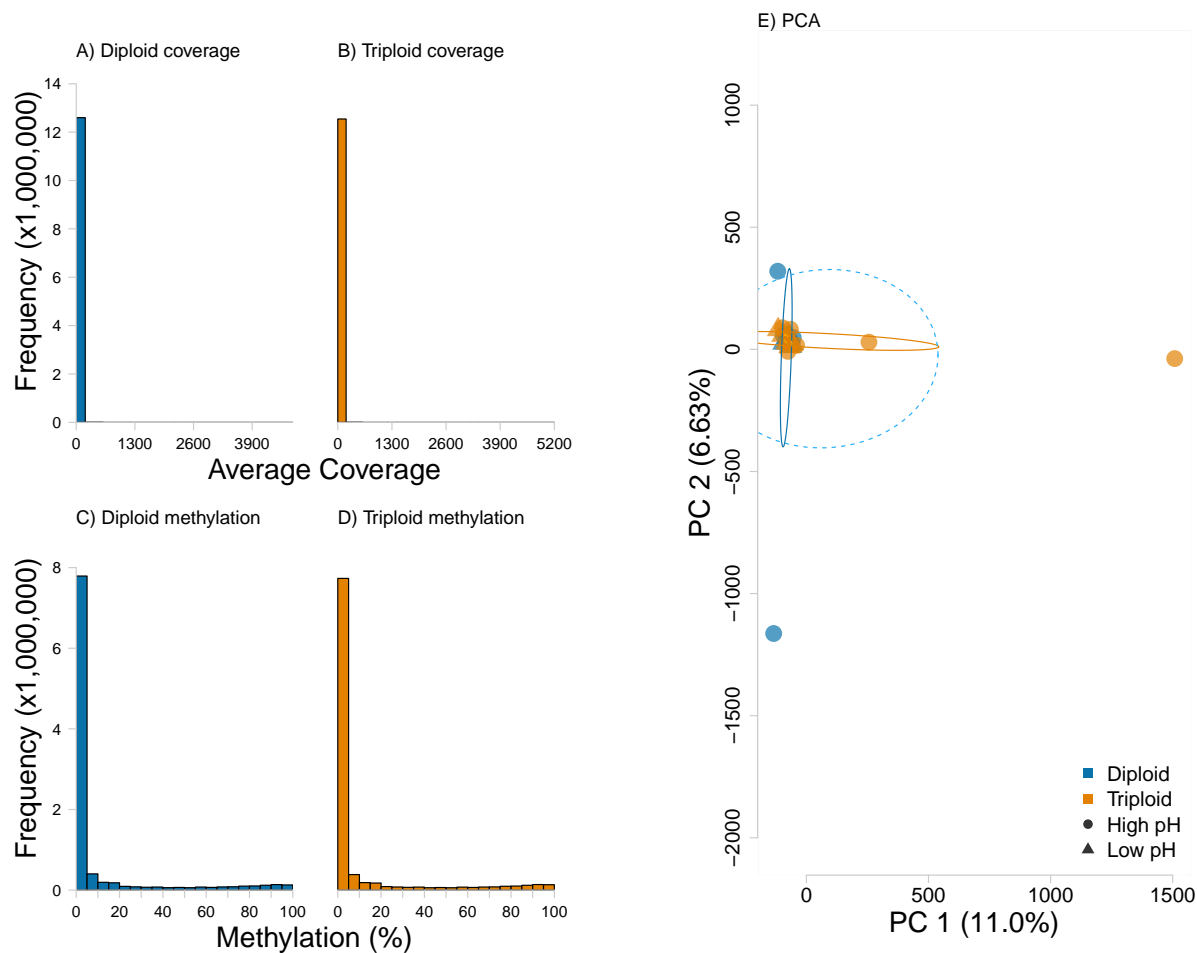 A) Diploid coverage
B) Triploid coverage
Frequency (x1,000,000)
14
12
10
8
6
4
2
0
0 1300 2600 3900
0 1300 2600 3900 5200
Average Coverage
C) Diploid methylation
D) Triploid methylation
Frequency (x1,000,000)
8
6
4
2
0
0 20 40 60 80 100
0 20 40 60 80 100
Methylation (%)
E) PCA
PC 2 (6.63%)
1000
500
0
−500
−1000
−1500
−2000
Diploid
Triploid
High pH
Low pH
0 500 1000 1500
PC 1 (11.0%)